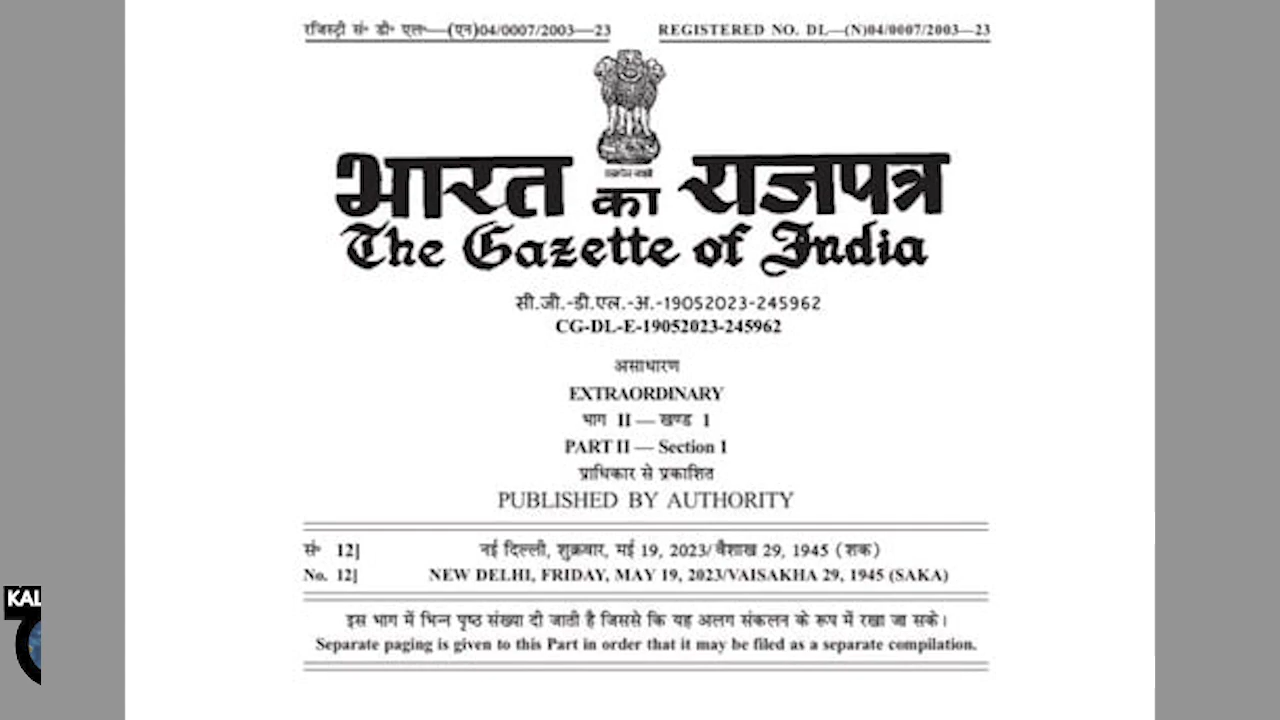 रजिस्ट्री सं॰ डी॰ एल॰—(एन)04/0007/2003—23
REGISTERED NO. DL—(N)04/0007/2003—23
भारत का राजपत्र
The Gazette of India
सी.जी.-डी.एल.-अ.-19052023-245962
CG-DL-E-19052023-245962
असाधारण
EXTRAORDINARY
भाग II — खण्ड 1
PART II — Section 1
प्राधिकार से प्रकाशित
PUBLISHED BY AUTHORITY
सं॰ 12] नई दिल्ली, शुक्रवार, मई 19, 2023/वैशाख 29, 1945 (शक)
No. 12] NEW DELHI, FRIDAY, MAY 19, 2023/VAISAKHA 29, 1945 (SAKA)
इस भाग में भिन्न पृष्ठ संख्या दी जाती है जिससे कि यह अलग संकलन के रूप में रखा जा सके।
Separate paging is given to this Part in order that it may be filed as a separate compilation.
KAL